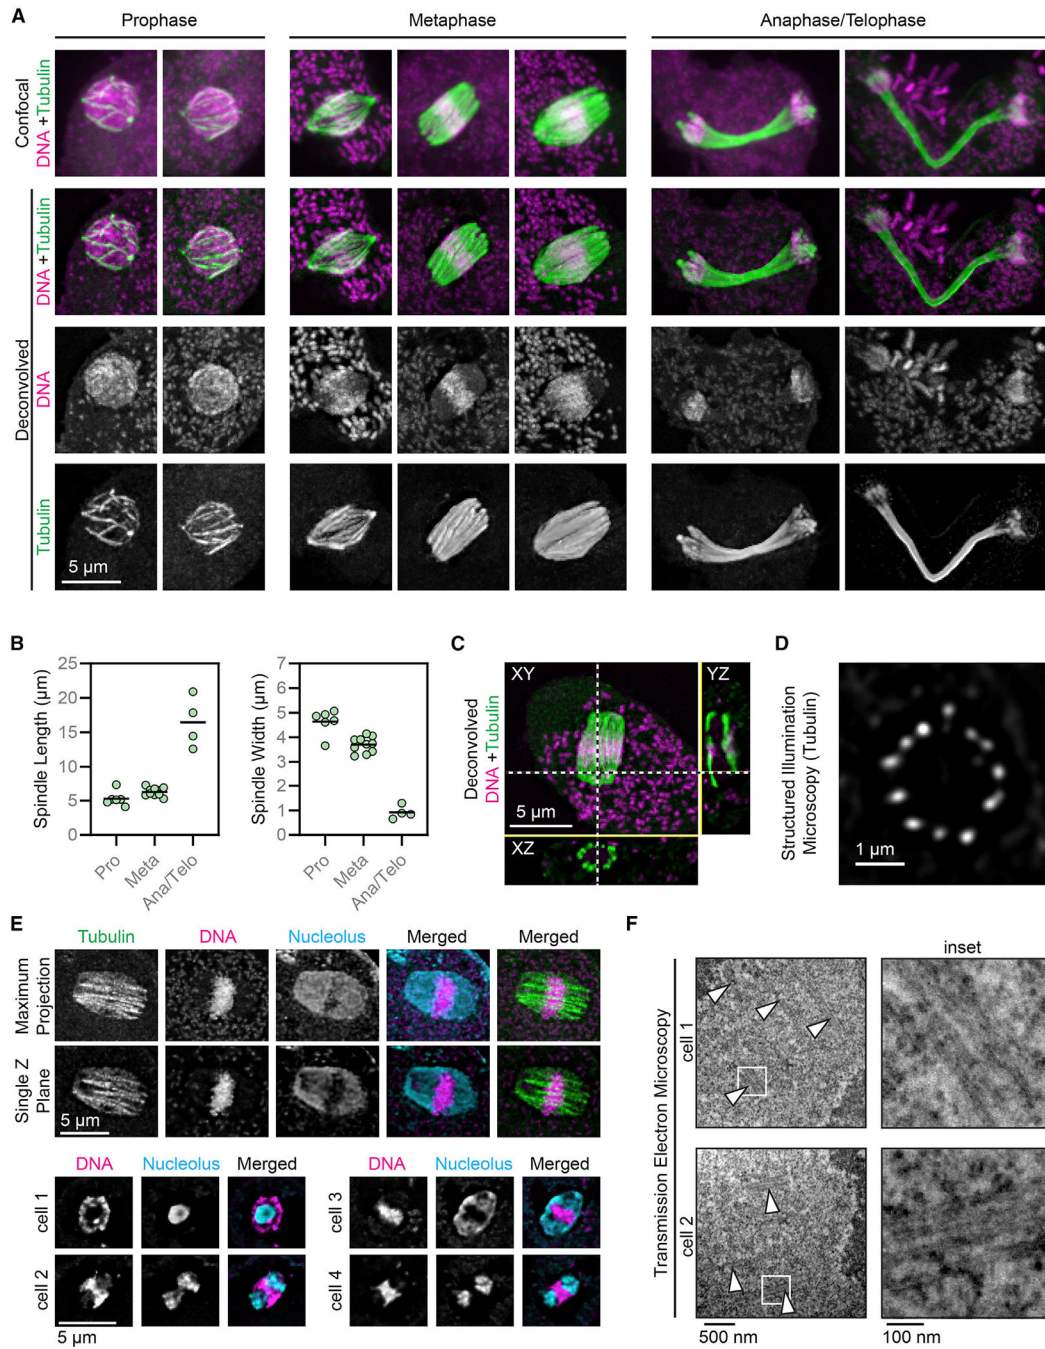 A
Prophase
Metaphase
Anaphase/Telophase
Confocal
DNA +Tubulin
Deconvolved
DNA +Tubulin
DNA
Tubulin
5 µm
B
Spindle Length (µm)
25
20
15
10
5
0
Pro
Meta
Ana/Telo
Spindle Width (µm)
7
6
5
4
3
2
1
0
Pro
Meta
Ana/Telo
C
Deconvolved
DNA +Tubulin
XY
YZ
5 µm
XZ
D
Structured Illumination
Microscopy (Tubulin)
1 µm
E
Tubulin
DNA
Nucleolus
Merged
Merged
Maximum
Projection
Single Z
Plane
5 µm
DNA
Nucleolus
Merged
DNA
Nucleolus
Merged
cell 1
cell 3
cell 2
cell 4
5 µm
F
inset
Transmission Electron Microscopy
cell 1
cell 2
500 nm
100 nm